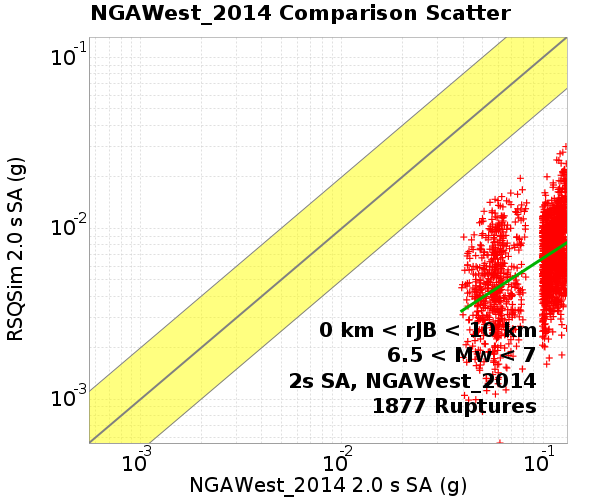 NGAWest_2014 Comparison Scatter
RSQSim 2.0 s SA (g)
10⁻¹
10⁻²
10⁻³
0 km < rJB < 10 km
6.5 < Mw < 7
2s SA, NGAWest_2014
1877 Ruptures
10⁻³ 10⁻² 10⁻¹
NGAWest_2014 2.0 s SA (g)